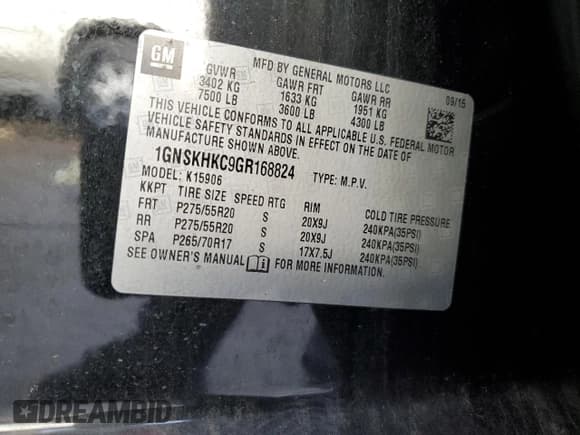 GM
MFD BY GENERAL MOTORS LLC
09/15
GVWR GAWR FRT GAWR RR
3402 KG 1633 KG 1951 KG
7500 LB 3600 LB 4300 LB
THIS VEHICLE CONFORMS TO ALL APPLICABLE U.S. FEDERAL MOTOR
VEHICLE SAFETY STANDARDS IN EFFECT ON THE DATE OF
MANUFACTURE SHOWN ABOVE.
1GNSKHKC9GR168824 TYPE: M.P.V.
MODEL: K15906
KKPT TIRE SIZE SPEED RTG RIM COLD TIRE PRESSURE
FRT P275/55R20 S 20X9J 240KPA(35PSI)
RR P275/55R20 S 20X9J 240KPA(35PSI)
SPA P265/70R17 S 17X7.5J 240KPA(35PSI)
SEE OWNER'S MANUAL FOR MORE INFORMATION.
DREAMBID